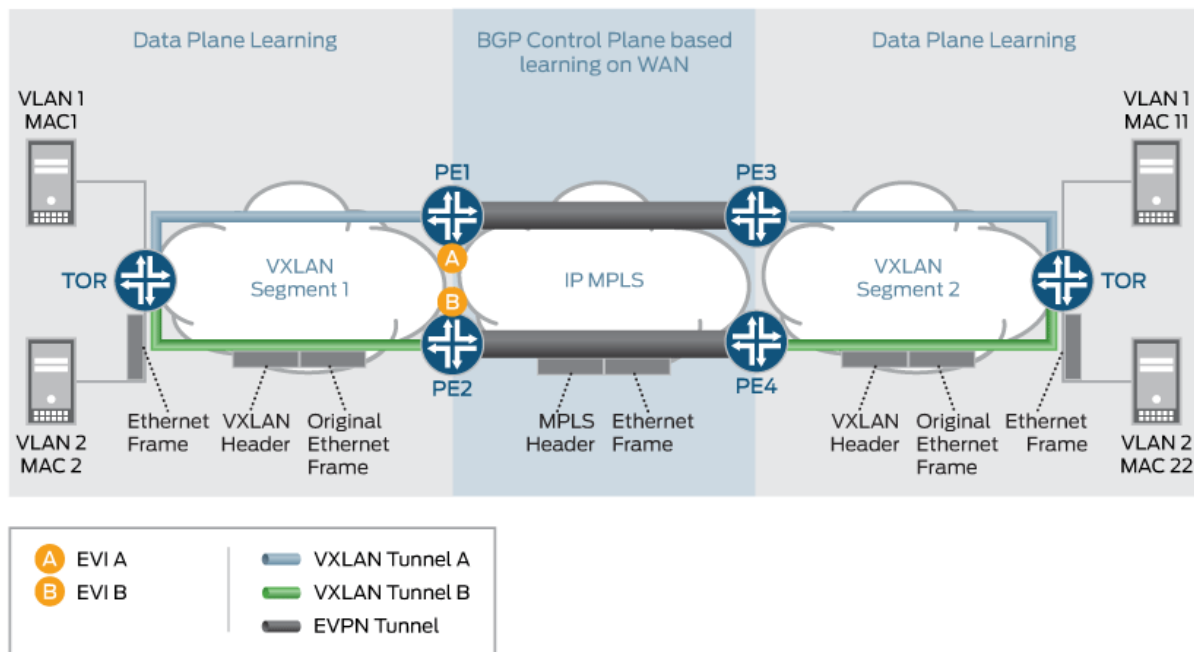 Data Plane Learning
BGP Control Plane based
learning on WAN
Data Plane Learning
VLAN 1
MAC1
VLAN 1
MAC 11
PE1
PE3
TOR
VXLAN
Segment 1
A
IP MPLS
VXLAN
Segment 2
TOR
B
PE2
PE4
Ethernet
Frame
VXLAN
Header
Original
Ethernet
Frame
MPLS
Header
Ethernet
Frame
VXLAN
Header
Original
Ethernet
Frame
Ethernet
Frame
VLAN 2
MAC 2
VLAN 2
MAC 22
A EVI A
B EVI B
VXLAN Tunnel A
VXLAN Tunnel B
EVPN Tunnel